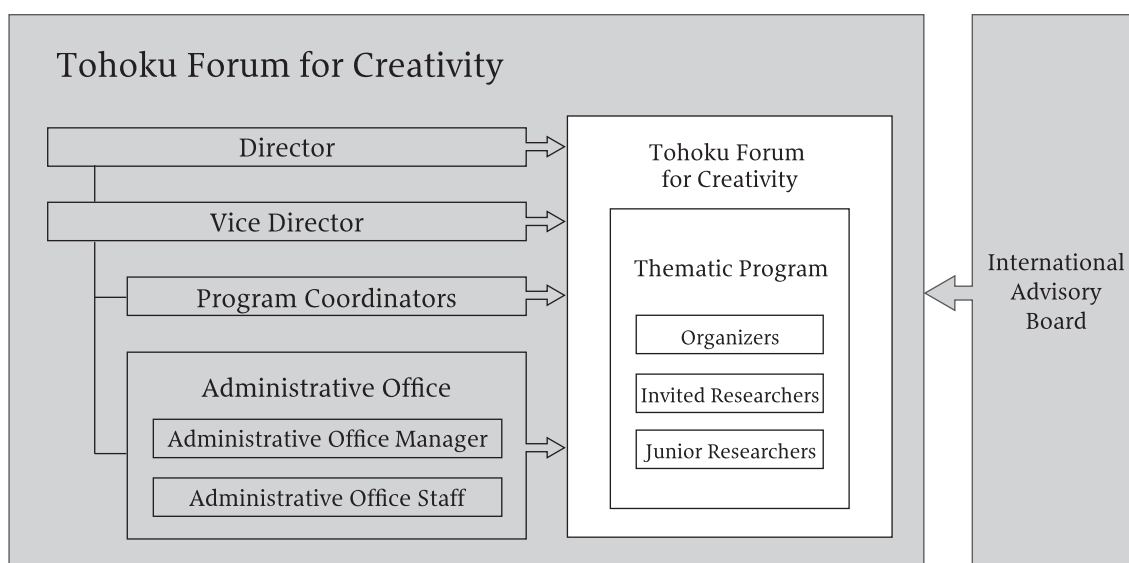 Tohoku Forum for Creativity
Director
Vice Director
Program Coordinators
Administrative Office
Administrative Office Manager
Administrative Office Staff
Tohoku Forum
for Creativity
Thematic Program
Organizers
Invited Researchers
Junior Researchers
International
Advisory
Board